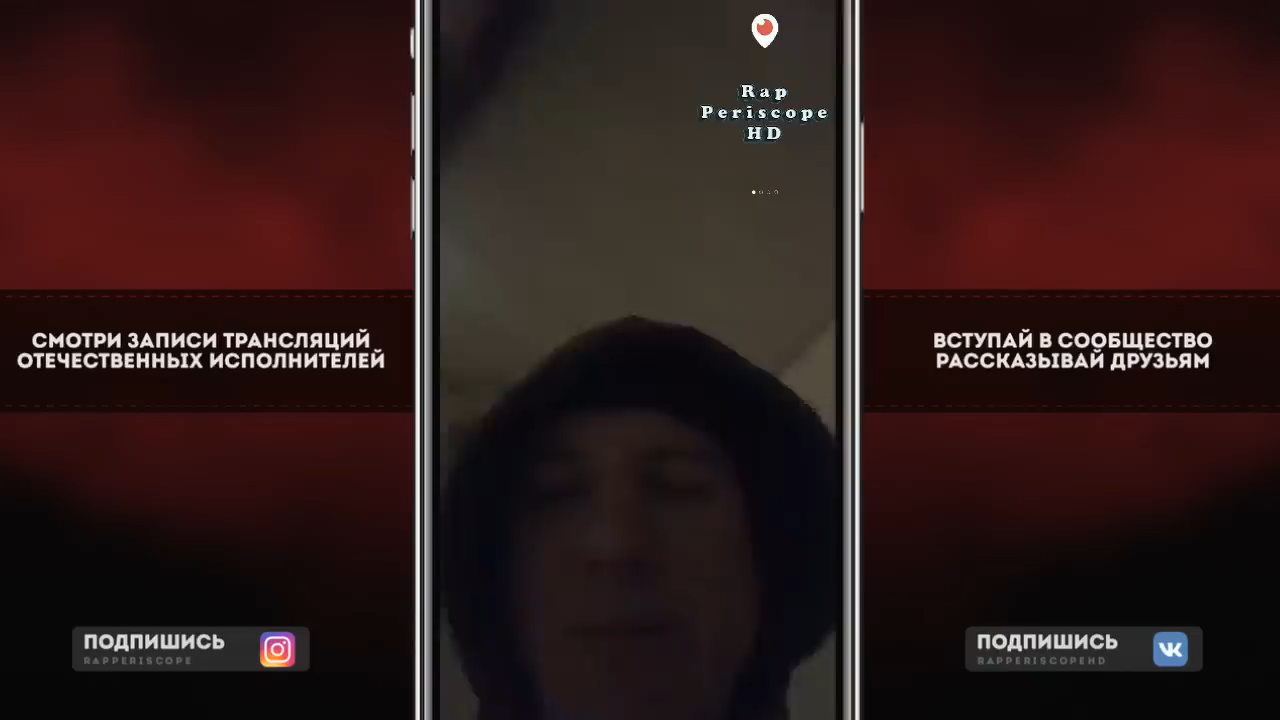 Rap
Periscope
HD
СМОТРИ ЗАПИСИ ТРАНСЛЯЦИЙ
ОТЕЧЕСТВЕННЫХ ИСПОЛНИТЕЛЕЙ
ВСТУПАЙ В СООБЩЕСТВО
РАССКАЗЫВАЙ ДРУЗЬЯМ
ПОДПИШИСЬ
RAPPERISCOPE
ПОДПИШИСЬ
RAPPERISCOPEHD